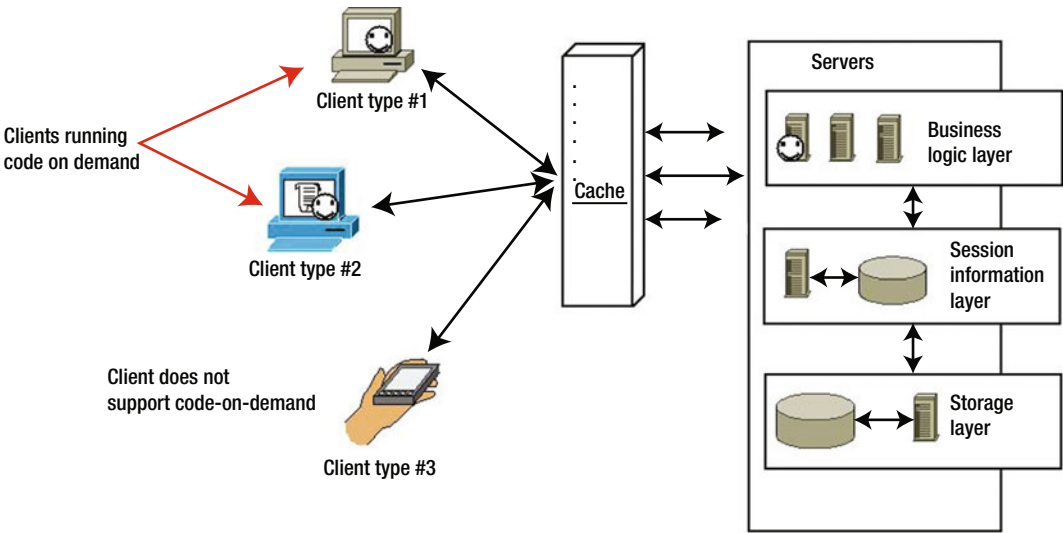 Servers
Client type #1
Clients running
code on demand
Business
logic layer
Cache
Client type #2
Session
information
layer
Client does not
support code-on-demand
Storage
layer
Client type #3